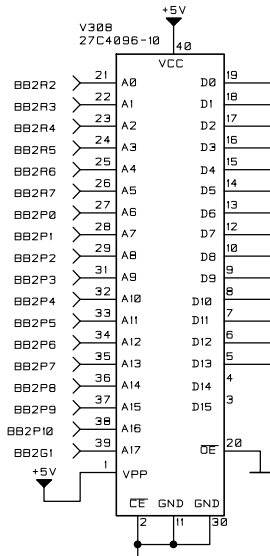 +5V
V308
27C4096-10
40
VCC
BB2R2 21 A0 D0 19
BB2R3 22 A1 D1 18
BB2R4 23 A2 D2 17
BB2R5 24 A3 D3 16
BB2R6 25 A4 D4 15
BB2R7 26 A5 D5 14
BB2P0 27 A6 D6 13
BB2P1 28 A7 D7 12
BB2P2 29 A8 D8 10
BB2P3 31 A9 D9 9
BB2P4 32 A10 D10 8
BB2P5 33 A11 D11 7
BB2P6 34 A12 D12 6
BB2P7 35 A13 D13 5
BB2P8 36 A14 D14 4
BB2P9 37 A15 D15 3
BB2P10 38 A16
BB2G1 39 A17 OE 20
+5V 1 VPP
CE GND GND
2 11 30